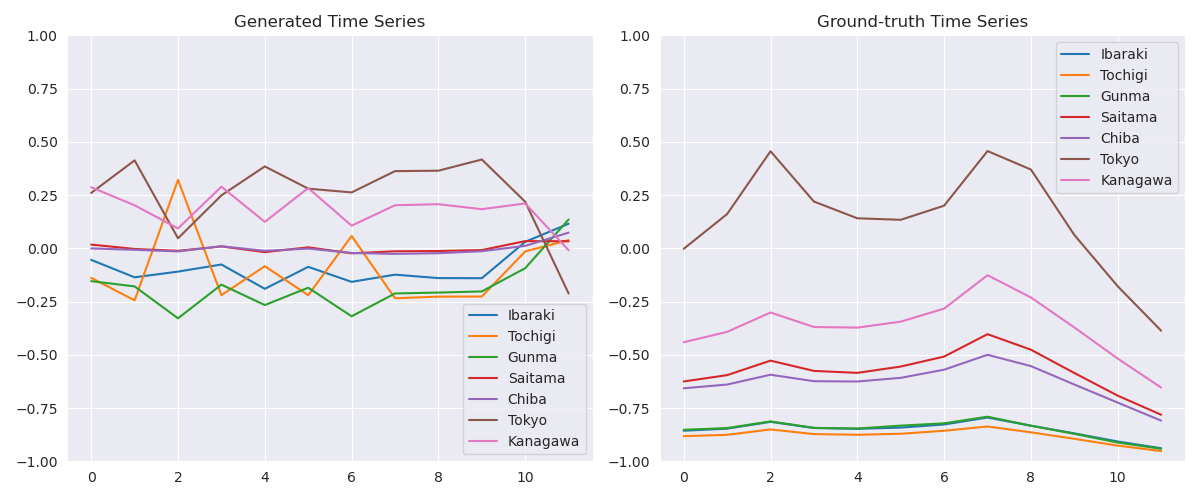 Generated Time Series
1.00
0.75
0.50
0.25
0.00
−0.25
−0.50
−0.75
−1.00
0 2 4 6 8 10
Ibaraki
Tochigi
Gunma
Saitama
Chiba
Tokyo
Kanagawa
Ground-truth Time Series
1.00
0.75
0.50
0.25
0.00
−0.25
−0.50
−0.75
−1.00
0 2 4 6 8 10
Ibaraki
Tochigi
Gunma
Saitama
Chiba
Tokyo
Kanagawa